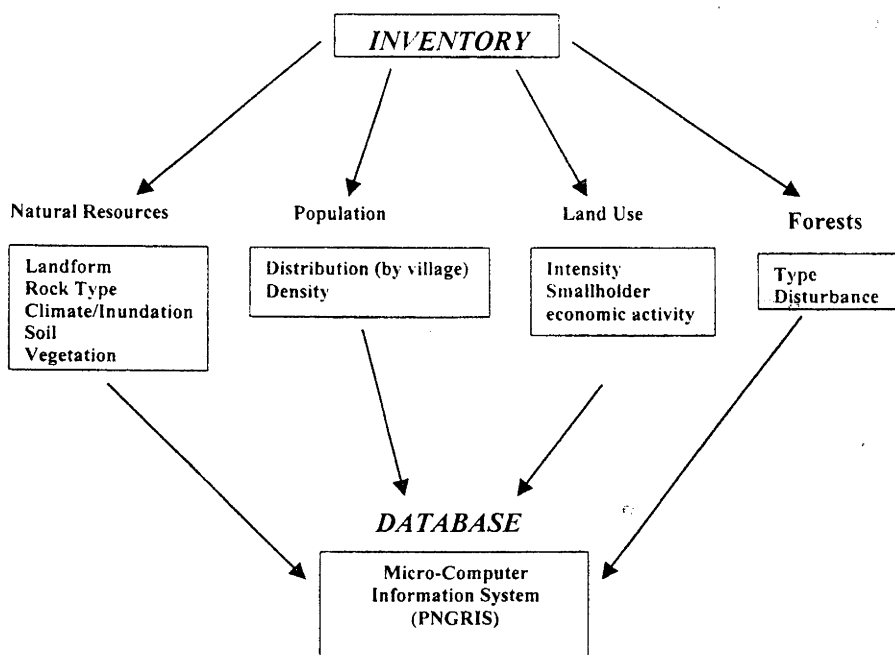 INVENTORY
Natural Resources
Landform
Rock Type
Climate/Inundation
Soil
Vegetation
Population
Distribution (by village)
Density
Land Use
Intensity
Smallholder
economic activity
Forests
Type
Disturbance
DATABASE
Micro-Computer
Information System
(PNGRIS)